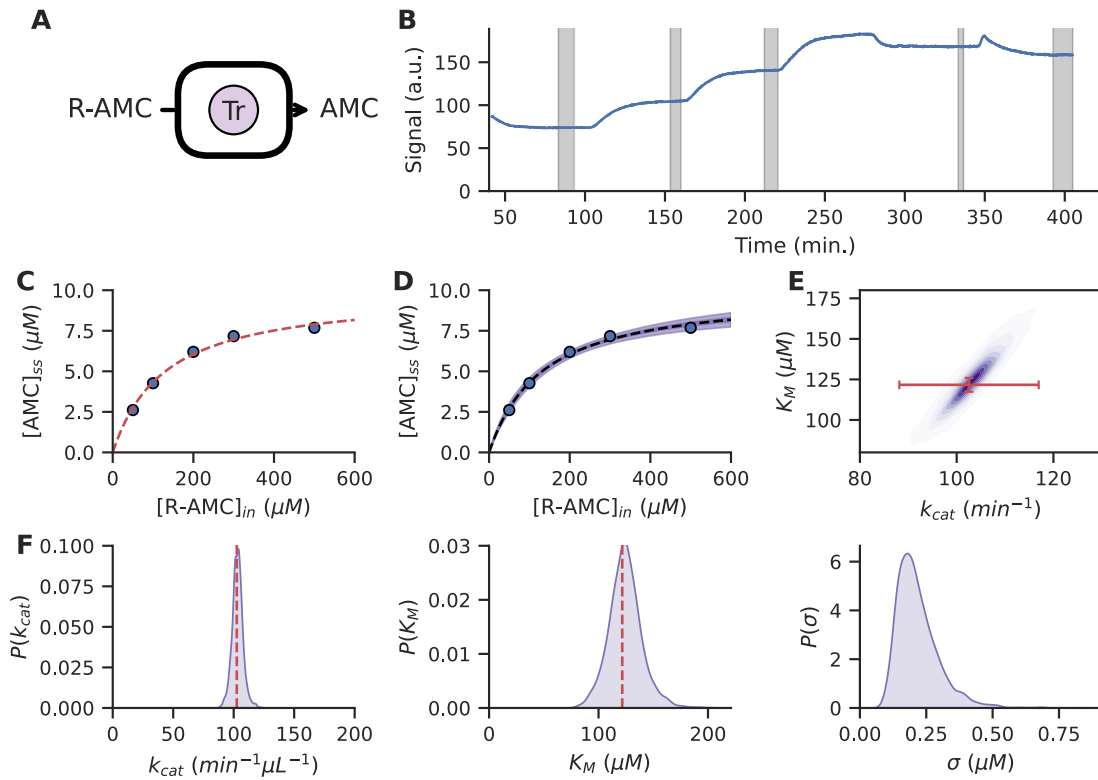 A
R-AMC
Tr
AMC
B
Signal (a.u.)
150
100
50
0
50
100
150
200
250
300
350
400
Time (min.)
C
[AMC]ss (μM)
10.0
7.5
5.0
2.5
0.0
0
200
400
600
[R-AMC]in (μM)
D
[AMC]ss (μM)
10.0
7.5
5.0
2.5
0.0
0
200
400
600
[R-AMC]in (μM)
E
KM (μM)
175
150
125
100
80
100
120
kcat (min−1)
F
P(kcat)
0.100
0.075
0.050
0.025
0.000
0
50
100
150
200
kcat (min−1μL−1)
P(KM)
0.03
0.02
0.01
0.00
0
100
200
KM (μM)
P(σ)
6
4
2
0
0.00
0.25
0.50
0.75
σ (μM)